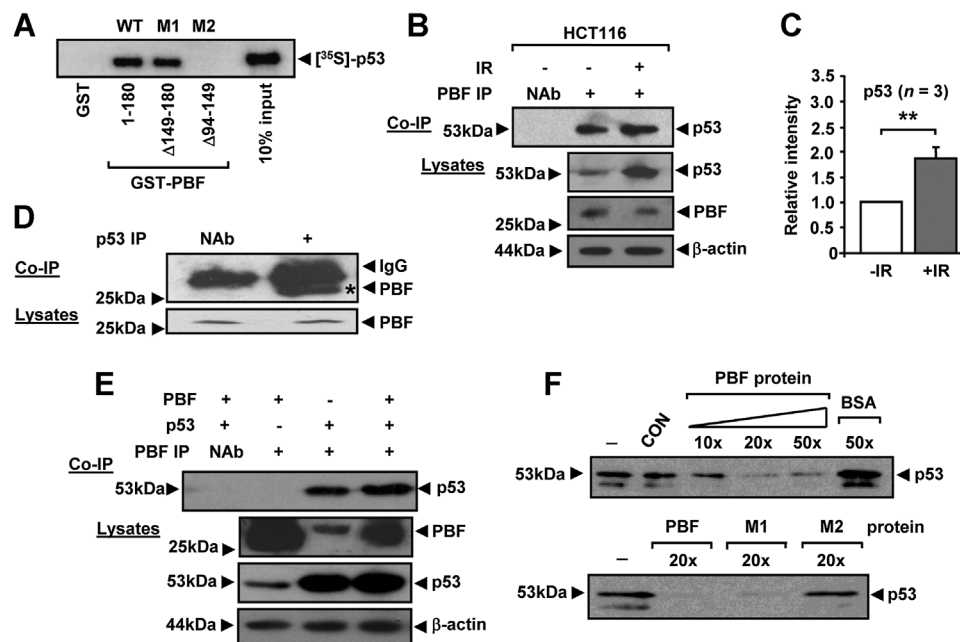 A
WT M1 M2
[35S]-p53
GST
1-180
Δ149-180
Δ94-149
10% input
GST-PBF
B
HCT116
IR - - +
PBF IP NAb + +
Co-IP 53kDa p53
Lysates 53kDa p53
25kDa PBF
44kDa β-actin
C
p53 (n = 3)
**
Relative intensity
3.5
3.0
2.5
2.0
1.5
1.0
0.5
0
-IR +IR
D
p53 IP NAb +
Co-IP IgG
* PBF
25kDa
Lysates 25kDa PBF
E
PBF + + - +
p53 + - + +
PBF IP NAb + + +
Co-IP
53kDa p53
Lysates PBF
25kDa
53kDa p53
44kDa β-actin
F
PBF protein BSA
– CON 10x 20x 50x 50x
53kDa p53
PBF M1 M2 protein
– 20x 20x 20x
53kDa p53